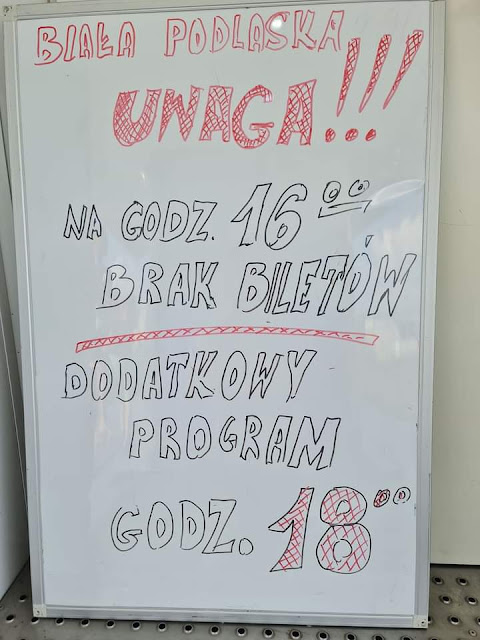 BIAŁA PODLASKA
UWAGA!!!
NA GODZ. 16⁰⁰
BRAK BILETÓW
DODATKOWY
PROGRAM
GODZ. 18⁰⁰